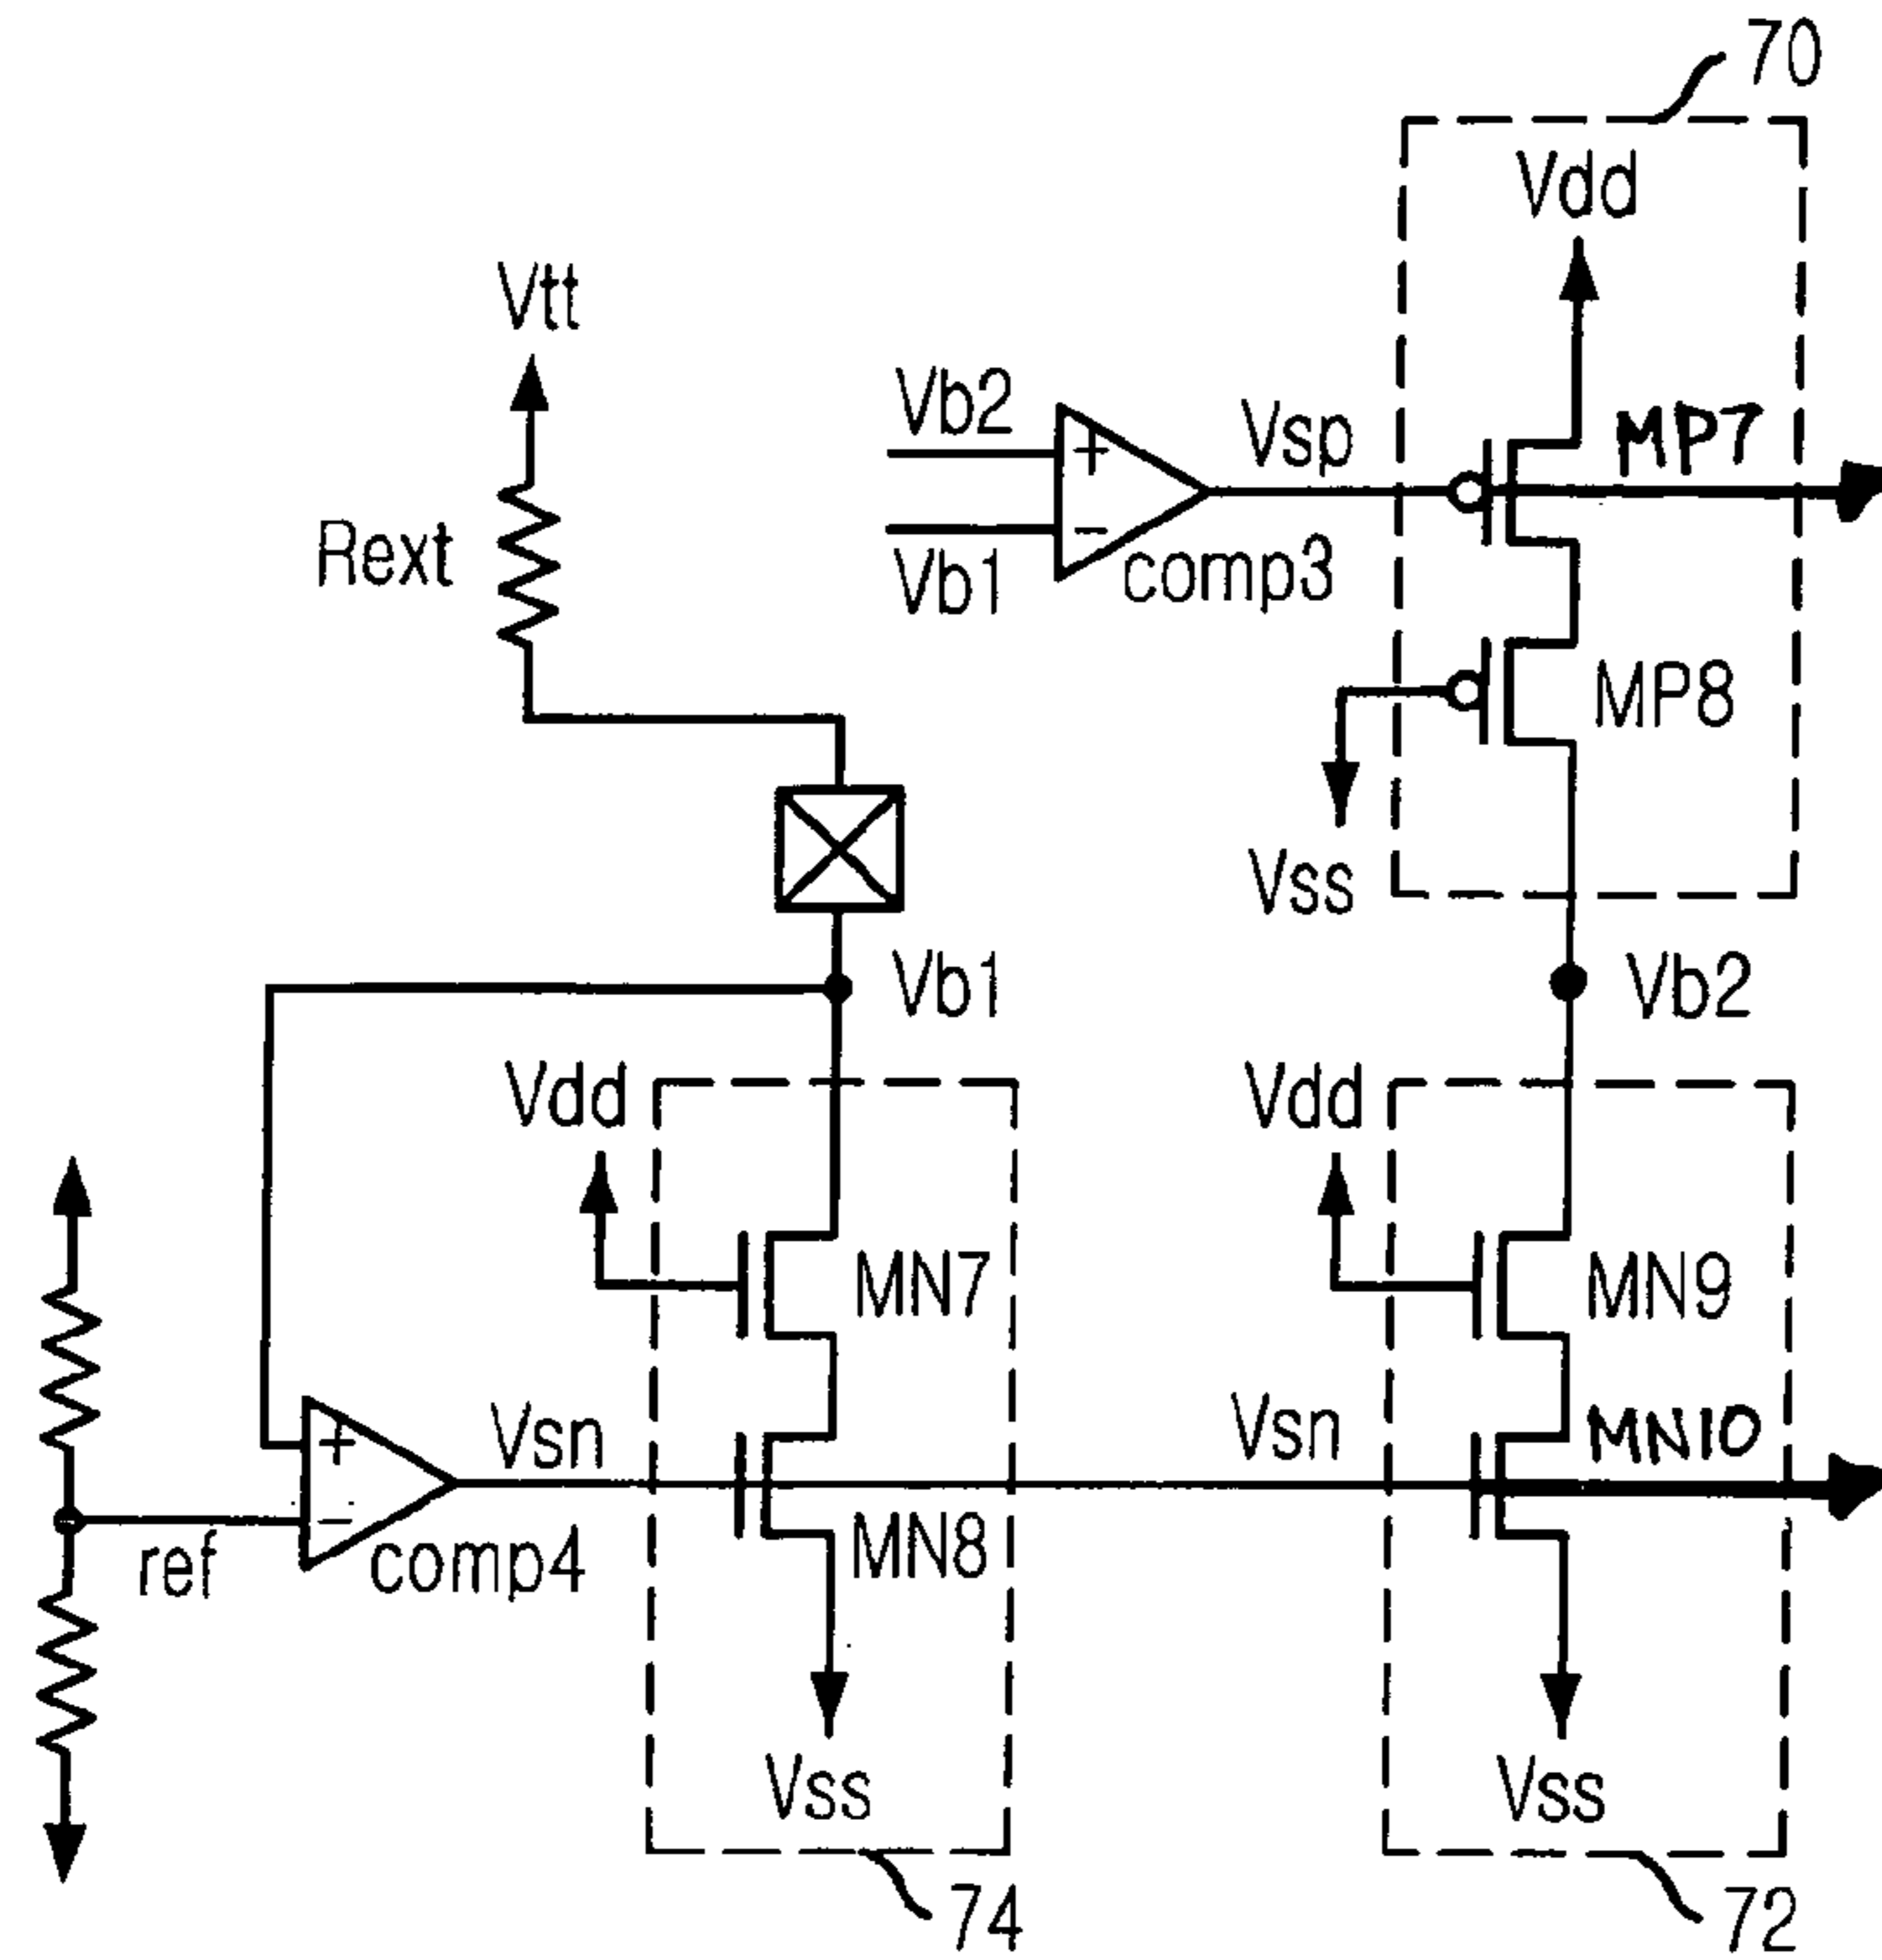 70
Vdd
Vtt
Vb2
+
Vsp
MP7
Rext
Vb1
−
comp3
MP8
Vss
Vb1
Vb2
Vdd
Vdd
MN7
MN9
Vsn
Vsn
MN10
+
−
ref
comp4
MN8
Vss
Vss
74
72